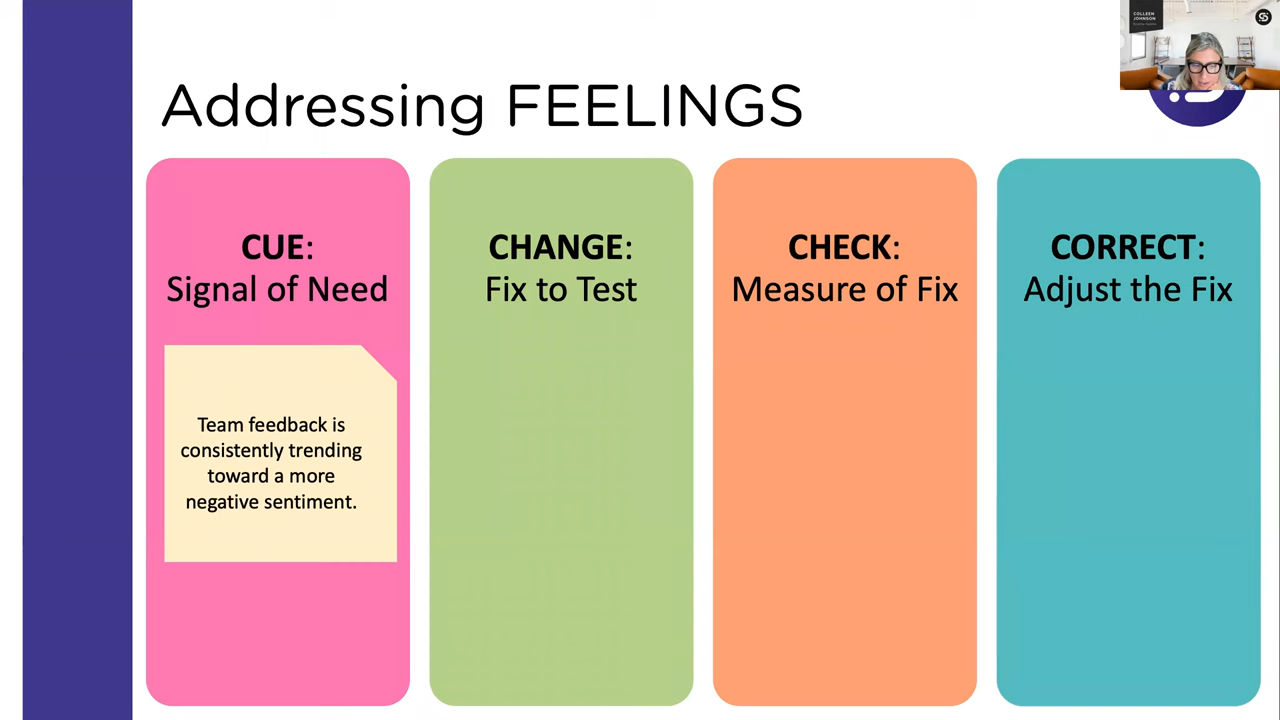 COLLEEN
JOHNSON
Addressing FEELINGS
CUE:
Signal of Need
Team feedback is
consistently trending
toward a more
negative sentiment.
CHANGE:
Fix to Test
CHECK:
Measure of Fix
CORRECT:
Adjust the Fix